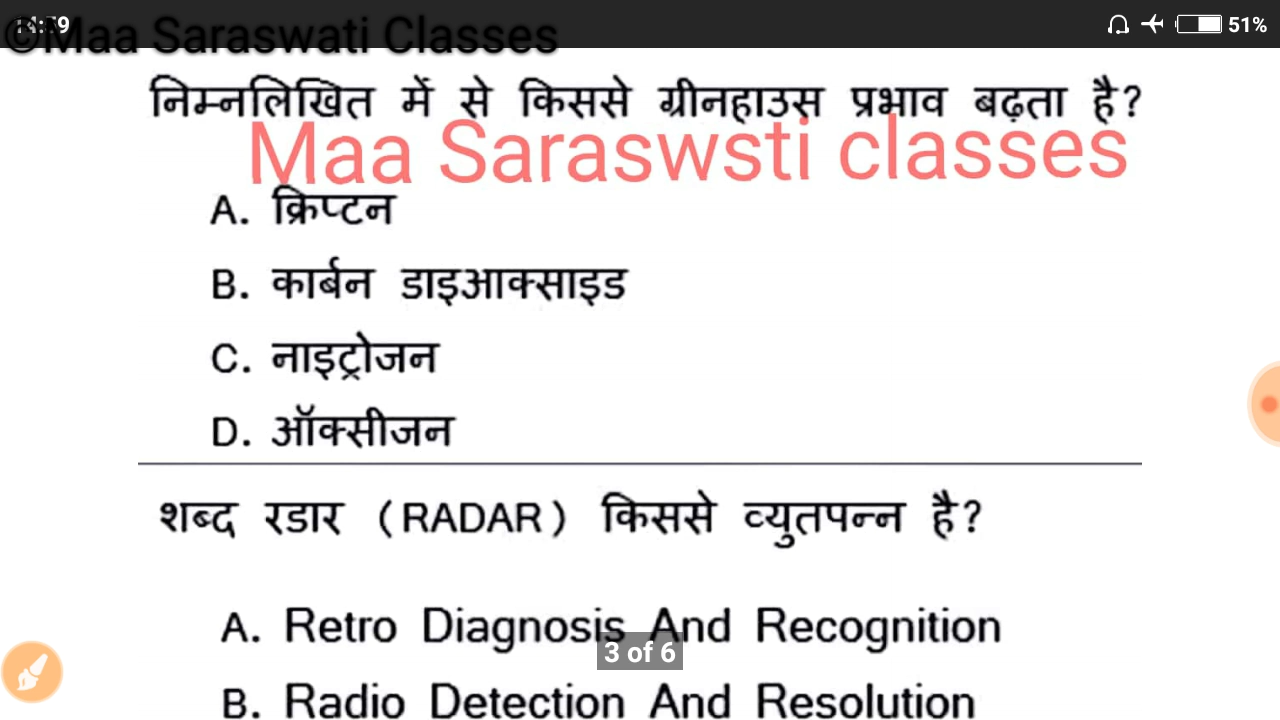 ©Maa Saraswati Classes
51%
निम्नलिखित में से किससे ग्रीनहाउस प्रभाव बढ़ता है?
Maa Saraswsti classes
A. क्रिप्टन
B. कार्बन डाइआक्साइड
C. नाइट्रोजन
D. ऑक्सीजन
शब्द रडार (RADAR) किससे व्युतपन्न है?
A. Retro Diagnosis And Recognition
3 of 6
B. Radio Detection And Resolution